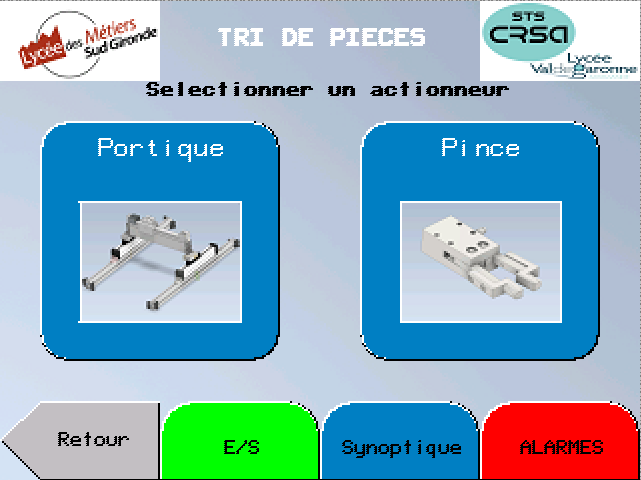 Lycée des Métiers
Sud Gironde
TRI DE PIECES
STS
CRSA
Lycée
Val de garonne
Selectionner un actionneur
Portique
Pince
Retour
E/S
Synoptique
ALARMES